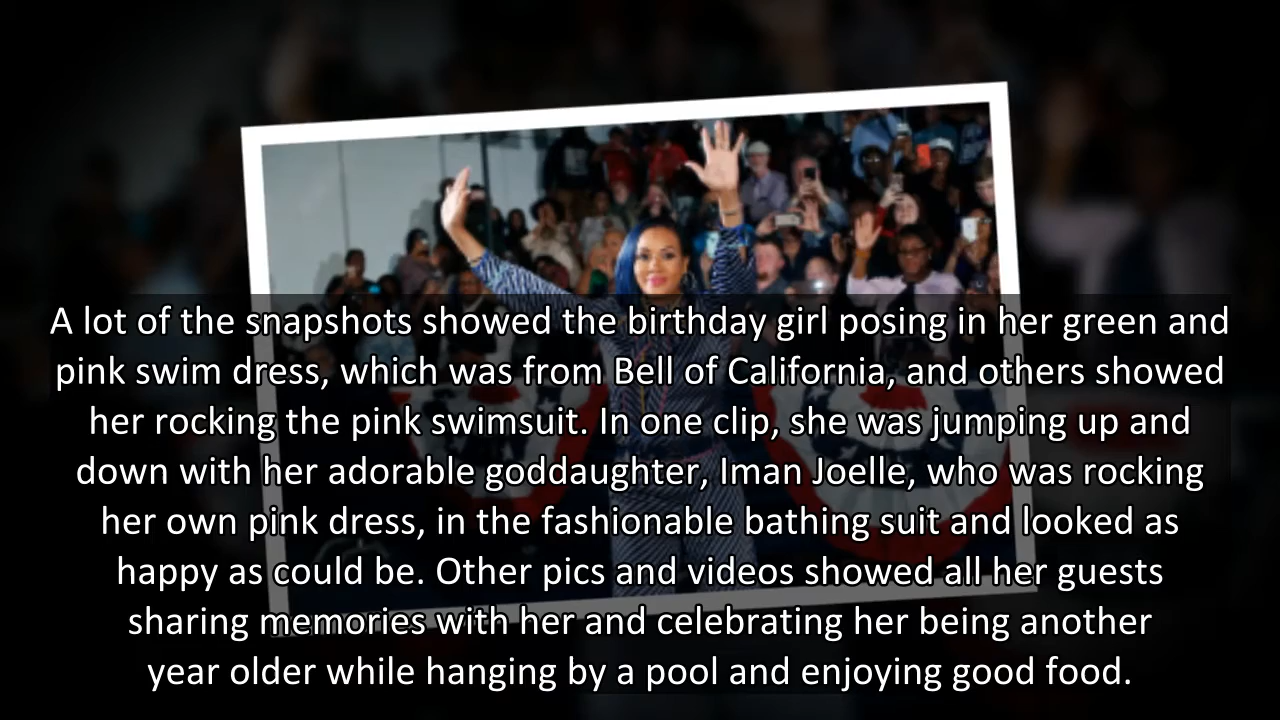 A lot of the snapshots showed the birthday girl posing in her green and
pink swim dress, which was from Bell of California, and others showed
her rocking the pink swimsuit. In one clip, she was jumping up and
down with her adorable goddaughter, Iman Joelle, who was rocking
her own pink dress, in the fashionable bathing suit and looked as
happy as could be. Other pics and videos showed all her guests
sharing memories with her and celebrating her being another
year older while hanging by a pool and enjoying good food.